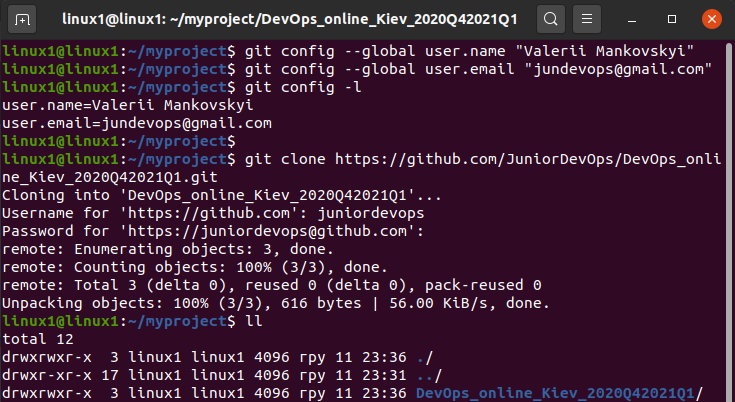 linux1@linux1: ~/myproject/DevOps_online_Kiev_2020Q42021Q1
linux1@linux1:~/myproject$ git config --global user.name "Valerii Mankovskyi"
linux1@linux1:~/myproject$ git config --global user.email "jundevops@gmail.com"
linux1@linux1:~/myproject$ git config -l
user.name=Valerii Mankovskyi
user.email=jundevops@gmail.com
linux1@linux1:~/myproject$
linux1@linux1:~/myproject$ git clone https://github.com/JuniorDevOps/DevOps_onli
ne_Kiev_2020Q42021Q1.git
Cloning into 'DevOps_online_Kiev_2020Q42021Q1'...
Username for 'https://github.com': juniordevops
Password for 'https://juniordevops@github.com':
remote: Enumerating objects: 3, done.
remote: Counting objects: 100% (3/3), done.
remote: Total 3 (delta 0), reused 0 (delta 0), pack-reused 0
Unpacking objects: 100% (3/3), 616 bytes | 56.00 KiB/s, done.
linux1@linux1:~/myproject$ ll
total 12
drwxrwxr-x  3 linux1 linux1 4096 гру 11 23:36 ./
drwxr-xr-x 17 linux1 linux1 4096 гру 11 23:31 ../
drwxrwxr-x  3 linux1 linux1 4096 гру 11 23:36 DevOps_online_Kiev_2020Q42021Q1/